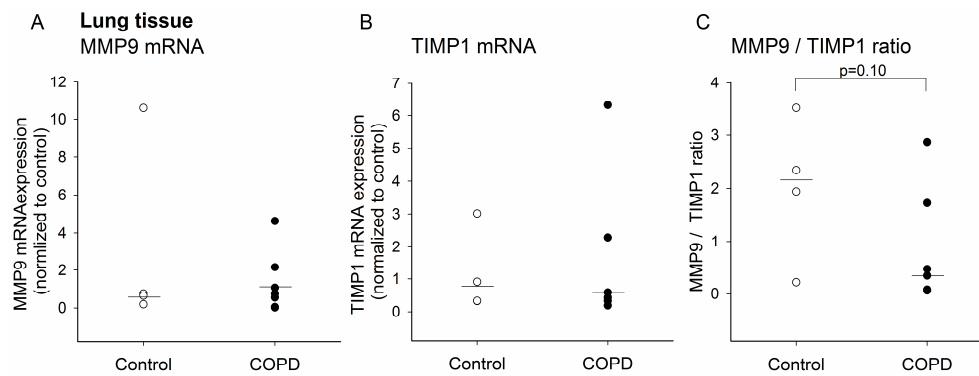 A
Lung tissue
MMP9 mRNA
MMP9 mRNAexpression
(normlized to control)
12
10
8
6
4
2
0
Control
COPD
B
TIMP1 mRNA
TIMP1 mRNA expression
(normalized to control)
7
6
5
4
3
2
1
0
Control
COPD
C
MMP9 / TIMP1 ratio
p=0.10
MMP9 / TIMP1 ratio
4
3
2
1
0
Control
COPD